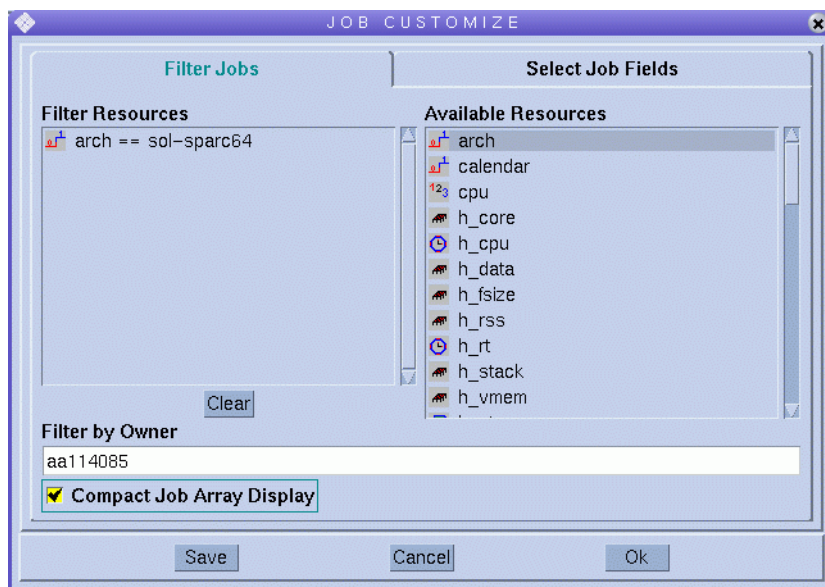 JOB CUSTOMIZE
Filter Jobs
Select Job Fields
Filter Resources
arch == sol-sparc64
Clear
Available Resources
arch
calendar
123 cpu
h_core
h_cpu
h_data
h_fsize
h_rss
h_rt
h_stack
h_vmem
Filter by Owner
aa114085
Compact Job Array Display
Save
Cancel
Ok